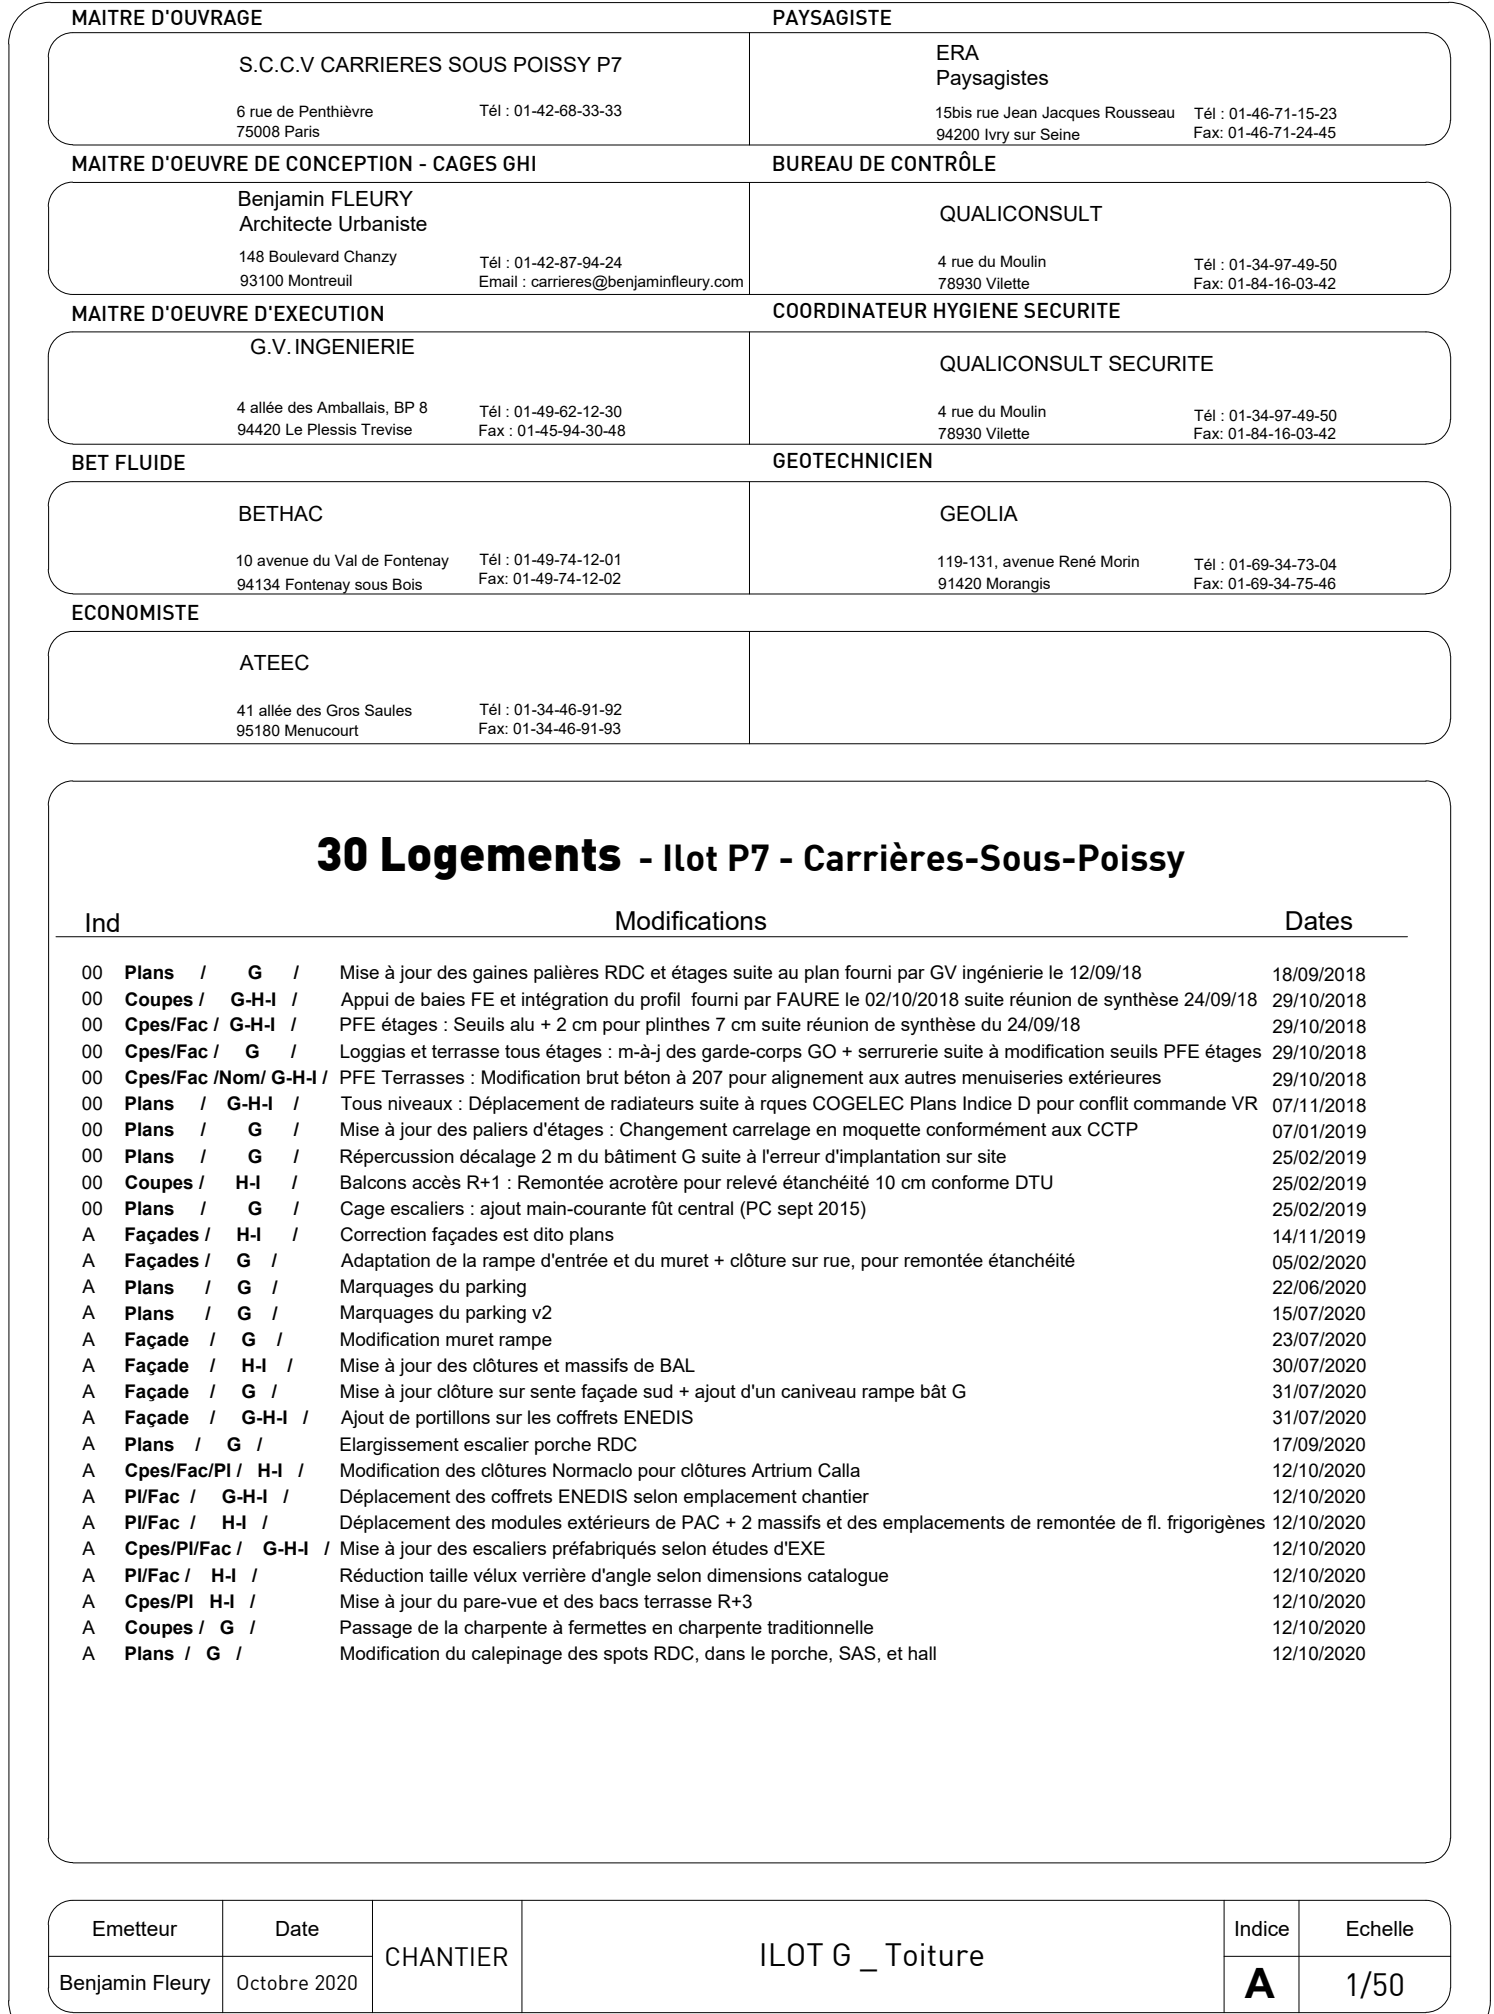 MAITRE D'OUVRAGE
S.C.C.V CARRIERES SOUS POISSY P7
6 rue de Penthièvre Tél : 01-42-68-33-33
75008 Paris
PAYSAGISTE
ERA
Paysagistes
15bis rue Jean Jacques Rousseau Tél : 01-46-71-15-23
94200 Ivry sur Seine Fax: 01-46-71-24-45
MAITRE D'OEUVRE DE CONCEPTION - CAGES GHI
Benjamin FLEURY
Architecte Urbaniste
148 Boulevard Chanzy Tél : 01-42-87-94-24
93100 Montreuil Email : carrieres@benjaminfleury.com
BUREAU DE CONTRÔLE
QUALICONSULT
4 rue du Moulin Tél : 01-34-97-49-50
78930 Vilette Fax: 01-84-16-03-42
MAITRE D'OEUVRE D'EXECUTION
G.V. INGENIERIE
4 allée des Amballais, BP 8 Tél : 01-49-62-12-30
94420 Le Plessis Trevise Fax : 01-45-94-30-48
COORDINATEUR HYGIENE SECURITE
QUALICONSULT SECURITE
4 rue du Moulin Tél : 01-34-97-49-50
78930 Vilette Fax: 01-84-16-03-42
BET FLUIDE
BETHAC
10 avenue du Val de Fontenay Tél : 01-49-74-12-01
94134 Fontenay sous Bois Fax: 01-49-74-12-02
GEOTECHNICIEN
GEOLIA
119-131, avenue René Morin Tél : 01-69-34-73-04
91420 Morangis Fax: 01-69-34-75-46
ECONOMISTE
ATEEC
41 allée des Gros Saules Tél : 01-34-46-91-92
95180 Menucourt Fax: 01-34-46-91-93
30 Logements - Ilot P7 - Carrières-Sous-Poissy
Ind Modifications Dates
00 Plans / G / Mise à jour des gaines palières RDC et étages suite au plan fourni par GV ingénierie le 12/09/18 18/09/2018
00 Coupes / G-H-I / Appui de baies FE et intégration du profil fourni par FAURE le 02/10/2018 suite réunion de synthèse 24/09/18 29/10/2018
00 Cpes/Fac / G-H-I / PFE étages : Seuils alu + 2 cm pour plinthes 7 cm suite réunion de synthèse du 24/09/18 29/10/2018
00 Cpes/Fac / G / Loggias et terrasse tous étages : m-à-j des garde-corps GO + serrurerie suite à modification seuils PFE étages 29/10/2018
00 Cpes/Fac /Nom/ G-H-I / PFE Terrasses : Modification brut béton à 207 pour alignement aux autres menuiseries extérieures 29/10/2018
00 Plans / G-H-I / Tous niveaux : Déplacement de radiateurs suite à rques COGELEC Plans Indice D pour conflit commande VR 07/11/2018
00 Plans / G / Mise à jour des paliers d'étages : Changement carrelage en moquette conformément aux CCTP 07/01/2019
00 Plans / G / Répercussion décalage 2 m du bâtiment G suite à l'erreur d'implantation sur site 25/02/2019
00 Coupes / H-I / Balcons accès R+1 : Remontée acrotère pour relevé étanchéité 10 cm conforme DTU 25/02/2019
00 Plans / G / Cage escaliers : ajout main-courante fût central (PC sept 2015) 25/02/2019
A Façades / H-I / Correction façades est dito plans 14/11/2019
A Façades / G / Adaptation de la rampe d'entrée et du muret + clôture sur rue, pour remontée étanchéité 05/02/2020
A Plans / G / Marquages du parking 22/06/2020
A Plans / G / Marquages du parking v2 15/07/2020
A Façade / G / Modification muret rampe 23/07/2020
A Façade / H-I / Mise à jour des clôtures et massifs de BAL 30/07/2020
A Façade / G / Mise à jour clôture sur sente façade sud + ajout d'un caniveau rampe bât G 31/07/2020
A Façade / G-H-I / Ajout de portillons sur les coffrets ENEDIS 31/07/2020
A Plans / G / Elargissement escalier porche RDC 17/09/2020
A Cpes/Fac/Pl / H-I / Modification des clôtures Normaclo pour clôtures Artrium Calla 12/10/2020
A Pl/Fac / G-H-I / Déplacement des coffrets ENEDIS selon emplacement chantier 12/10/2020
A Pl/Fac / H-I / Déplacement des modules extérieurs de PAC + 2 massifs et des emplacements de remontée de fl. frigorigènes 12/10/2020
A Cpes/Pl/Fac / G-H-I / Mise à jour des escaliers préfabriqués selon études d'EXE 12/10/2020
A Pl/Fac / H-I / Réduction taille vélux verrière d'angle selon dimensions catalogue 12/10/2020
A Cpes/Pl H-I / Mise à jour du pare-vue et des bacs terrasse R+3 12/10/2020
A Coupes / G / Passage de la charpente à fermettes en charpente traditionnelle 12/10/2020
A Plans / G / Modification du calepinage des spots RDC, dans le porche, SAS, et hall 12/10/2020
Emetteur Date Indice Echelle
CHANTIER ILOT G _ Toiture
Benjamin Fleury Octobre 2020 A 1/50